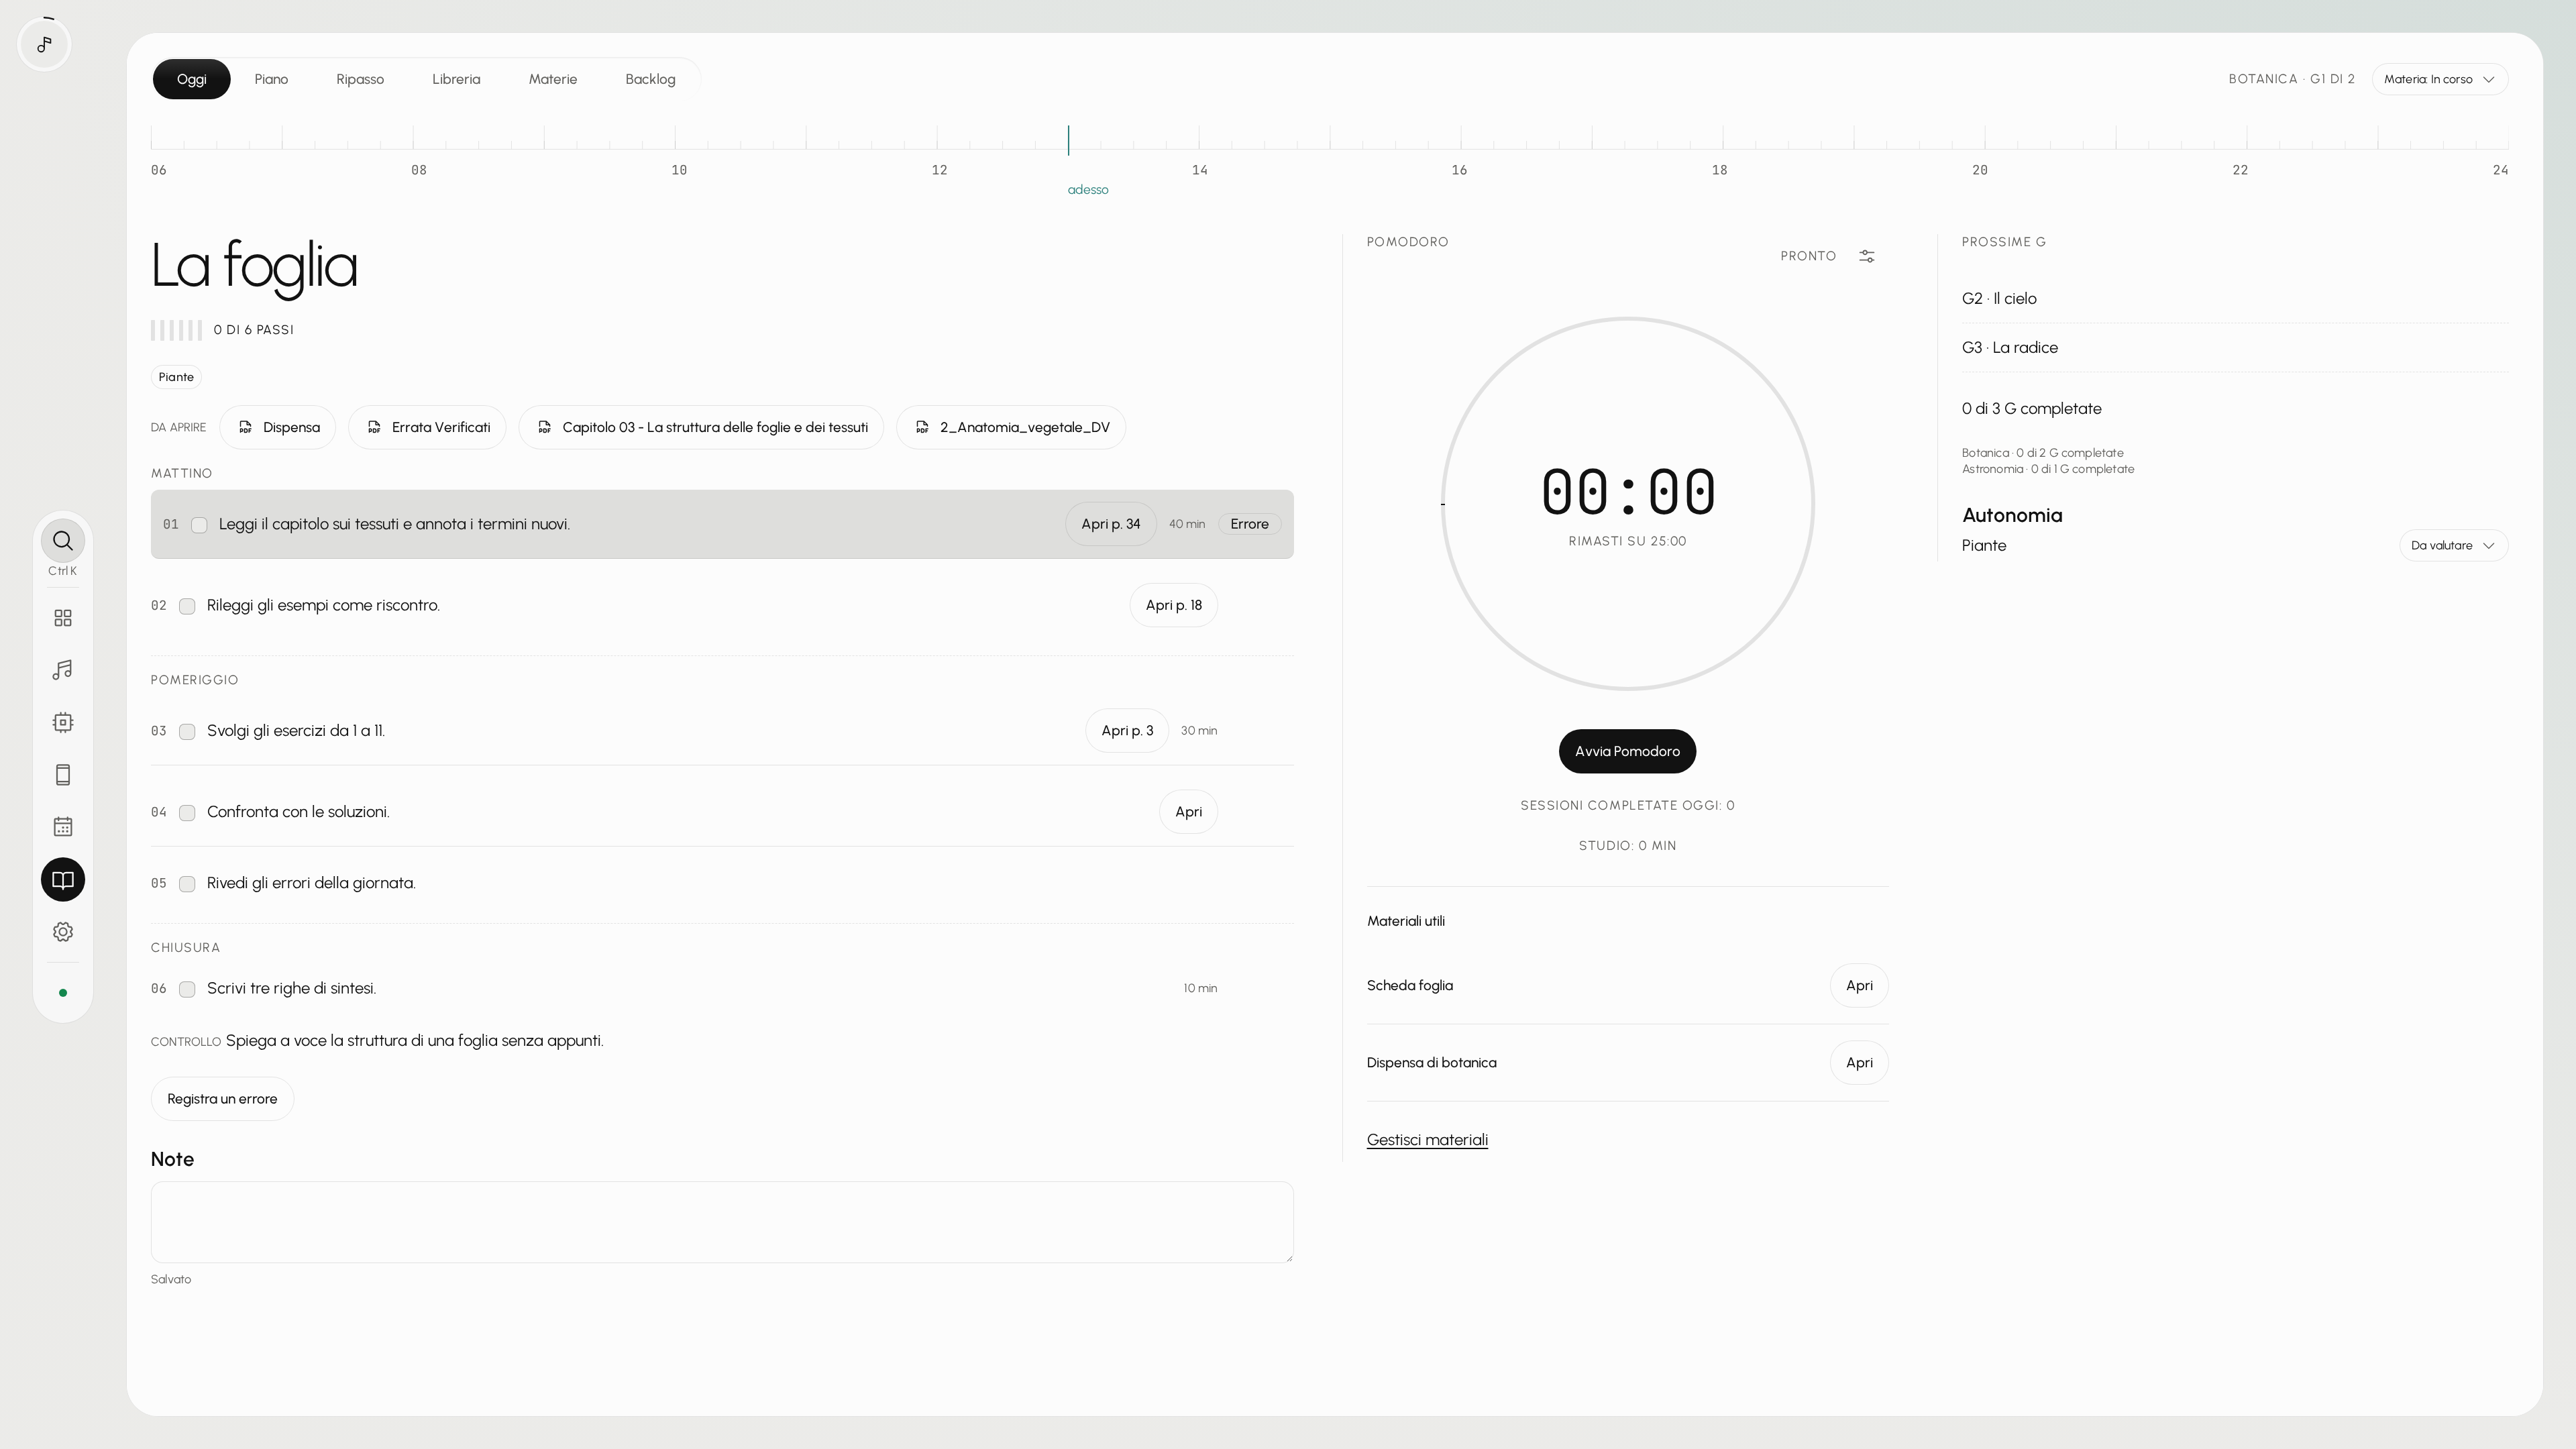 Oggi Piano Ripasso Libreria Materie Backlog BOTANICA · G1 DI 2 Materia: In corso
06 08 10 12 14 16 18 20 22 24
adesso
La foglia
0 DI 6 PASSI
Piante
DA APRIRE PDF Dispensa PDF Errata Verificati PDF Capitolo 03 - La struttura delle foglie e dei tessuti PDF 2_Anatomia_vegetale_DV
MATTINO
01 Leggi il capitolo sui tessuti e annota i termini nuovi. Apri p. 34 40 min Errore
02 Rileggi gli esempi come riscontro. Apri p. 18
POMERIGGIO
03 Svolgi gli esercizi da 1 a 11. Apri p. 3 30 min
04 Confronta con le soluzioni. Apri
05 Rivedi gli errori della giornata.
CHIUSURA
06 Scrivi tre righe di sintesi. 10 min
CONTROLLO Spiega a voce la struttura di una foglia senza appunti.
Registra un errore
Note
Salvato
POMODORO
PRONTO
00:00
RIMASTI SU 25:00
Avvia Pomodoro
SESSIONI COMPLETATE OGGI: 0
STUDIO: 0 MIN
Materiali utili
Scheda foglia Apri
Dispensa di botanica Apri
Gestisci materiali
PROSSIME G
G2 · Il cielo
G3 · La radice
0 di 3 G completate
Botanica · 0 di 2 G completate
Astronomia · 0 di 1 G completate
Autonomia
Piante Da valutare
Ctrl K